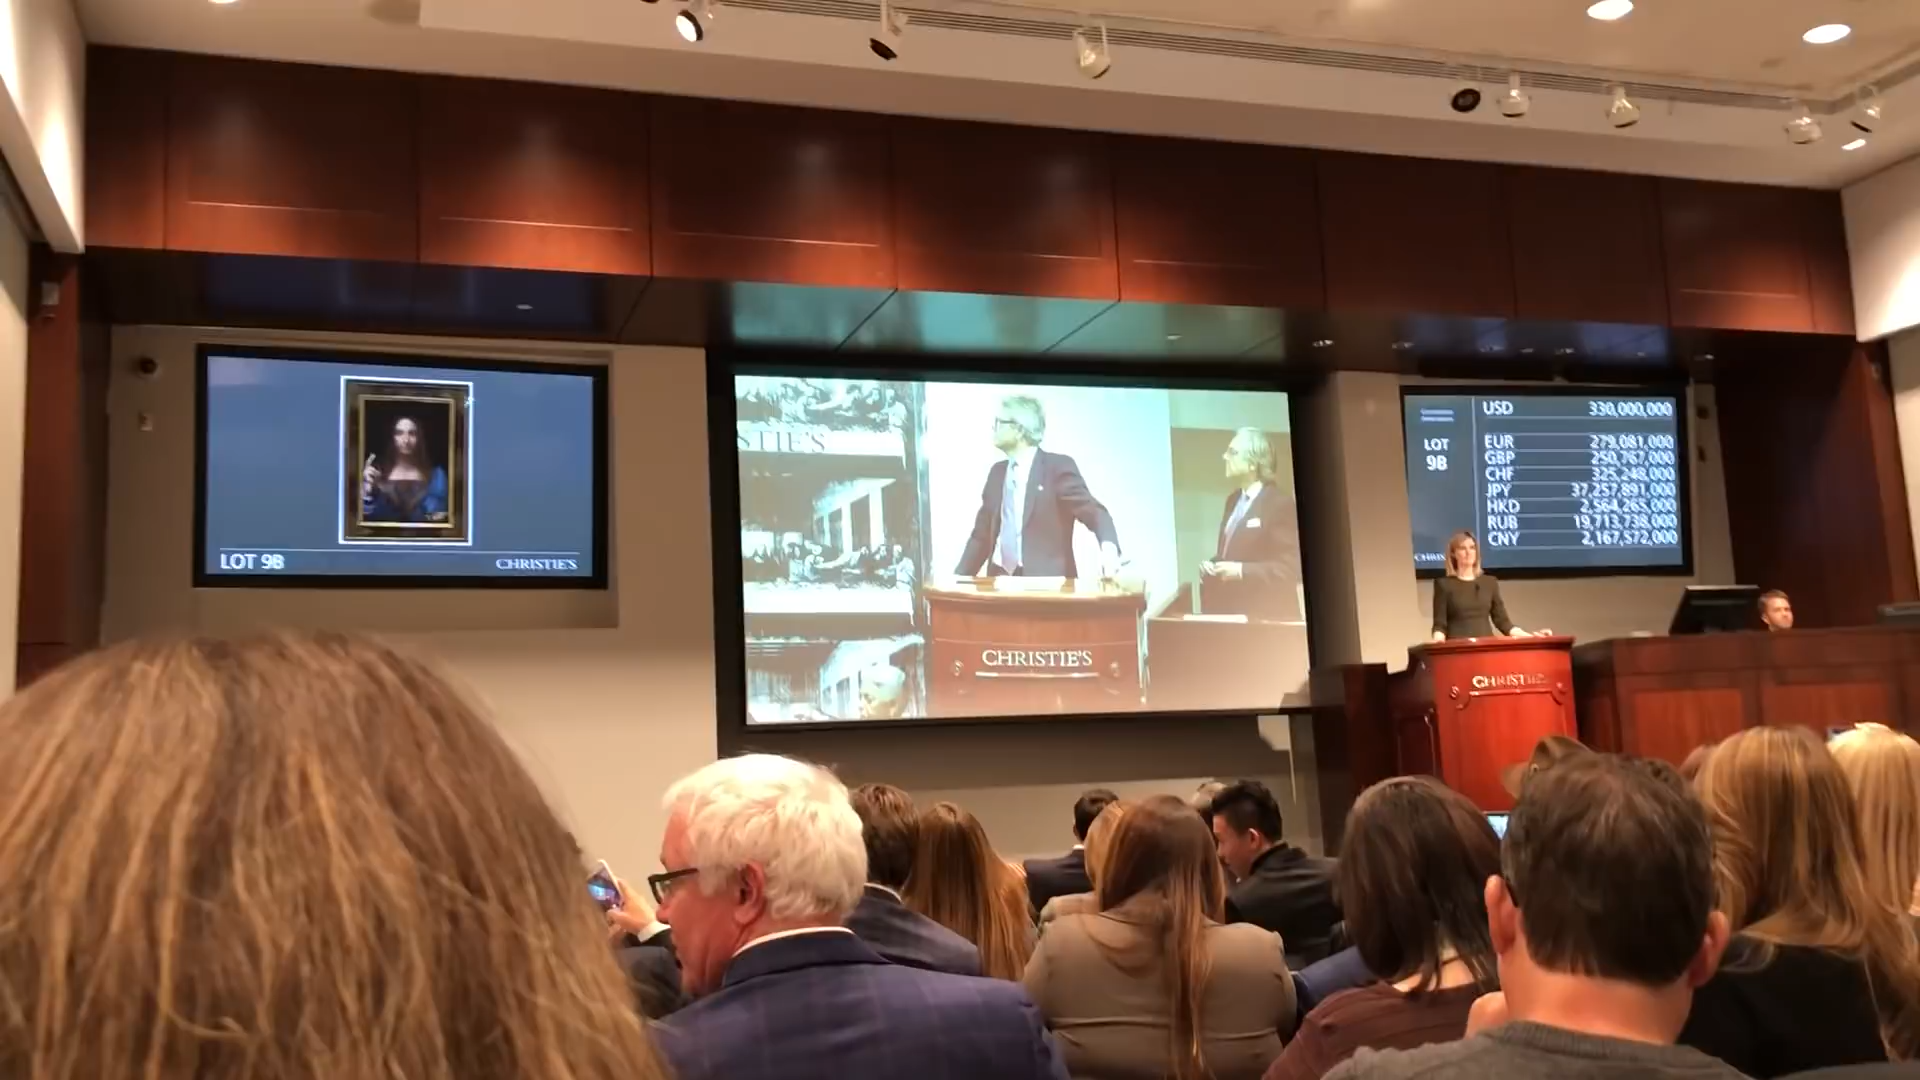 LOT 9B
CHRISTIE'S
STIE'S
CHRISTIE'S
LOT
9B
USD 330,000,000
EUR 279,081,000
GBP 250,767,000
CHF 325,248,000
JPY 37,257,891,000
HKD 2,564,265,000
RUB 19,713,738,000
CNY 2,167,572,000
CHRIS
CHRISTIE'S